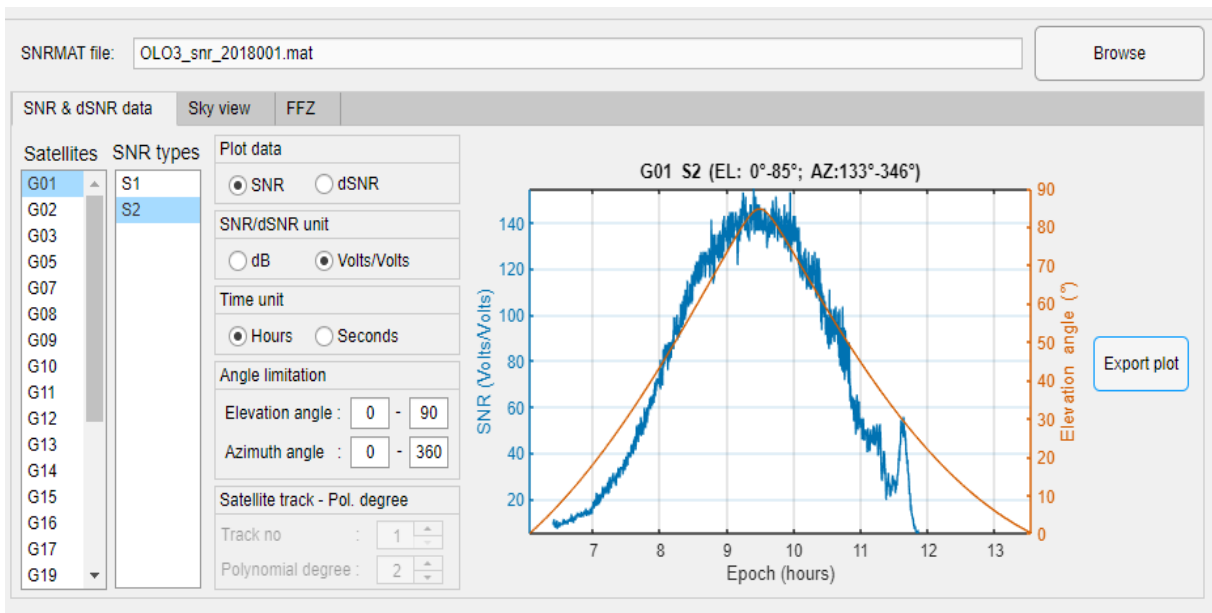 SNRMAT file: OLO3_snr_2018001.mat Browse
SNR & dSNR data Sky view FFZ
Satellites SNR types
G01
G02
G03
G05
G07
G08
G09
G10
G11
G12
G13
G14
G15
G16
G17
G19
S1
S2
Plot data
SNR dSNR
SNR/dSNR unit
dB Volts/Volts
Time unit
Hours Seconds
Angle limitation
Elevation angle : 0 - 90
Azimuth angle : 0 - 360
Satellite track - Pol. degree
Track no : 1
Polynomial degree : 2
G01 S2 (EL: 0°-85°; AZ:133°-346°)
SNR (Volts/Volts)
140
120
100
80
60
40
20
90
80
70
60
50
40
30
20
10
0
Elevation angle (°)
7 8 9 10 11 12 13
Epoch (hours)
Export plot